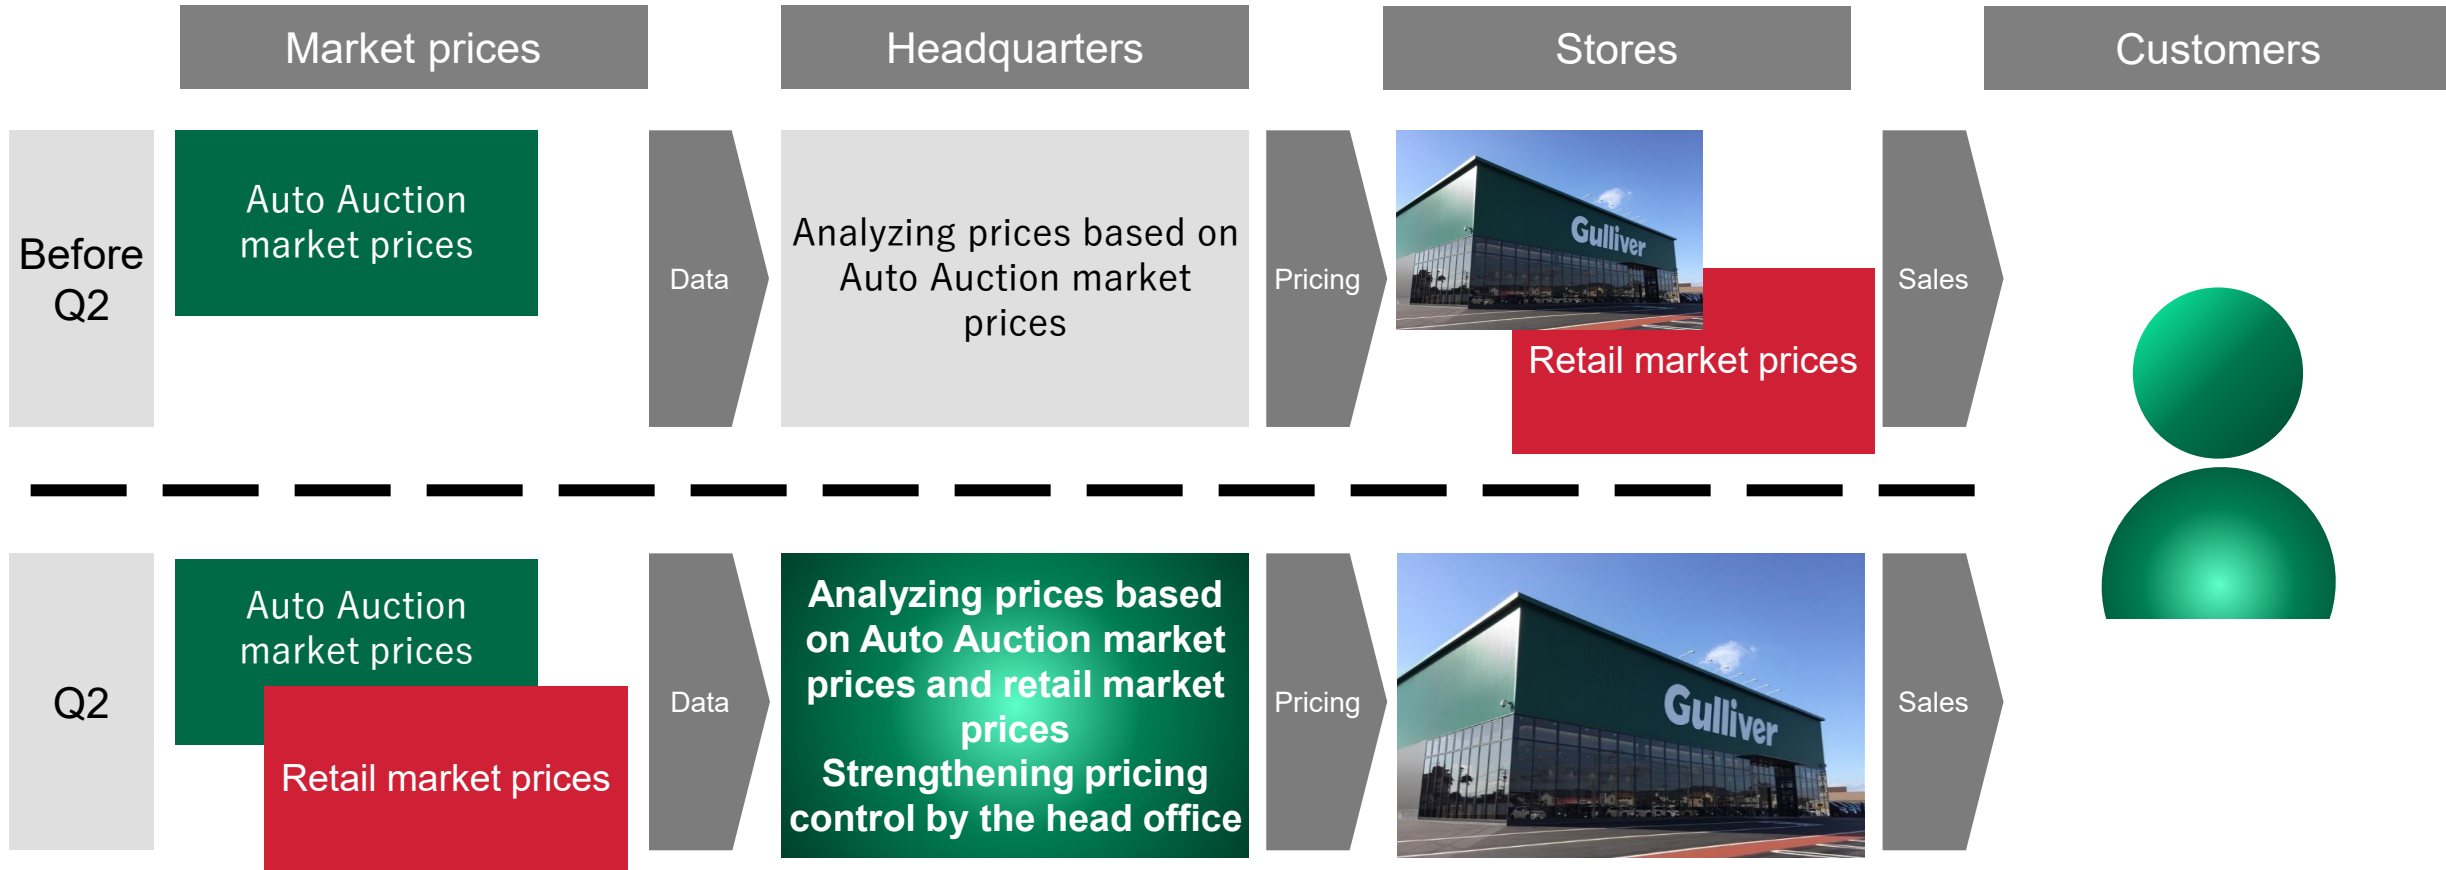 Market prices
Headquarters
Stores
Customers
Before
Q2
Auto Auction
market prices
Data
Analyzing prices based on
Auto Auction market
prices
Pricing
Gulliver
Retail market prices
Sales
Q2
Auto Auction
market prices
Retail market prices
Data
Analyzing prices based
on Auto Auction market
prices and retail market
prices
Strengthening pricing
control by the head office
Pricing
Gulliver
Sales